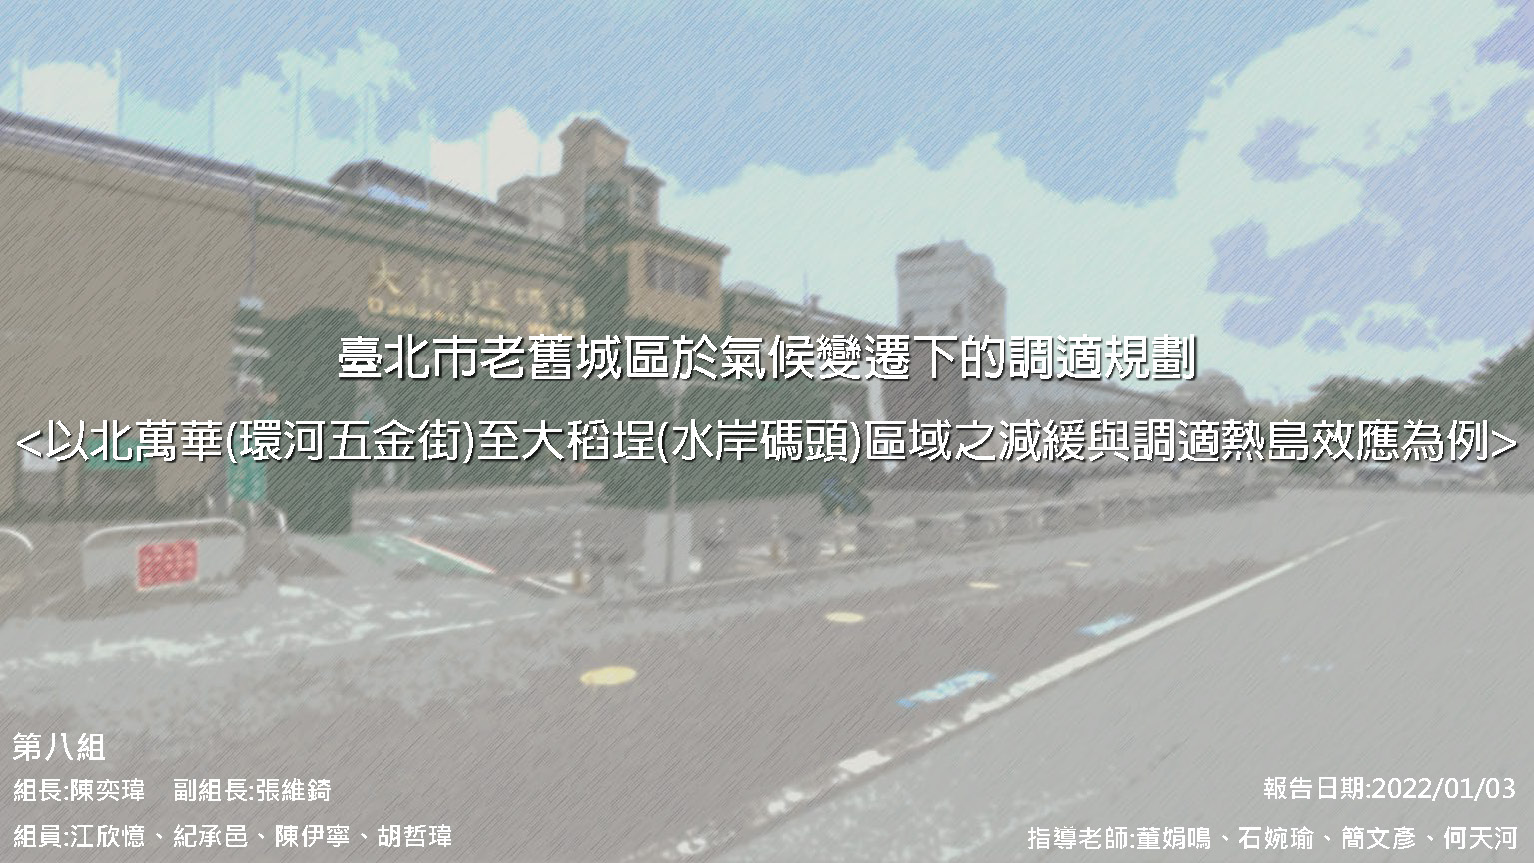 大稻埕碼頭
臺北市老舊城區於氣候變遷下的調適規劃
<以北萬華(環河五金街)至大稻埕(水岸碼頭)區域之減緩與調適熱島效應為例>
第八組
組長:陳奕瑋　副組長:張維錡
組員:江欣憶、紀承邑、陳伊寧、胡哲瑋
報告日期:2022/01/03
指導老師:董娟鳴、石婉瑜、簡文彥、何天河